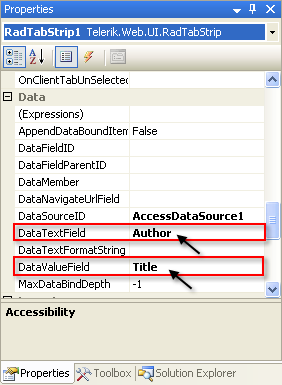 Properties
RadTabStrip1 Telerik.Web.UI.RadTabStrip
OnClientTabUnSelected
Data
(Expressions)
AppendDataBoundItem False
DataFieldID
DataFieldParentID
DataMember
DataNavigateUrlField
DataSourceID AccessDataSource1
DataTextField Author
DataTextFormatString
DataValueField Title
MaxDataBindDepth -1
Accessibility
Properties Toolbox Solution Explorer